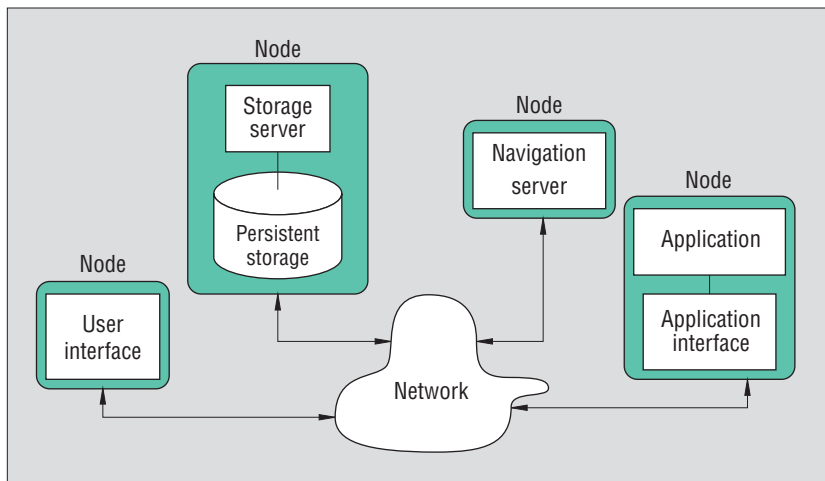 Node
Storage
server
Persistent
storage
Node
Navigation
server
Node
Application
Application
interface
Node
User
interface
Network